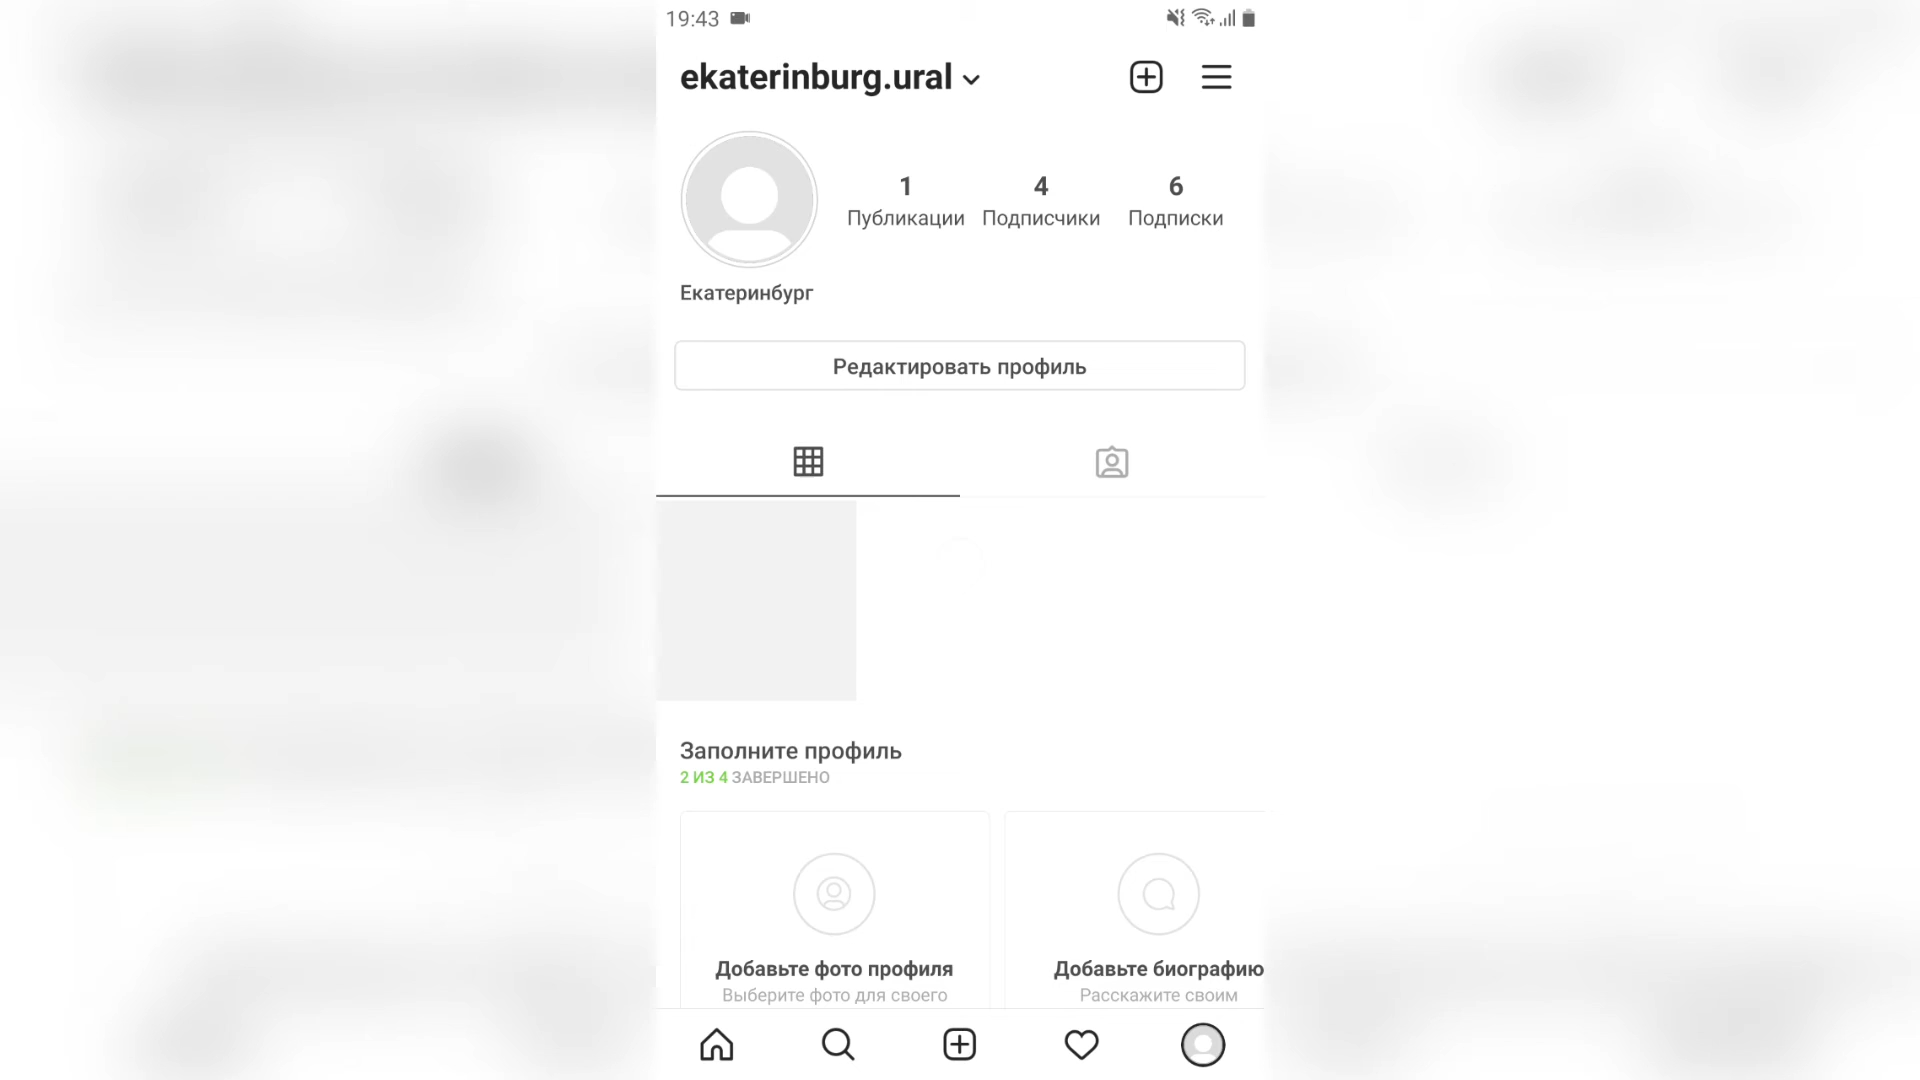 19:43
ekaterinburg.ural
1 4 6
Публикации Подписчики Подписки
Екатеринбург
Редактировать профиль
Заполните профиль
2 ИЗ 4 ЗАВЕРШЕНО
Добавьте фото профиля
Выберите фото для своего
Добавьте биографию
Расскажите своим